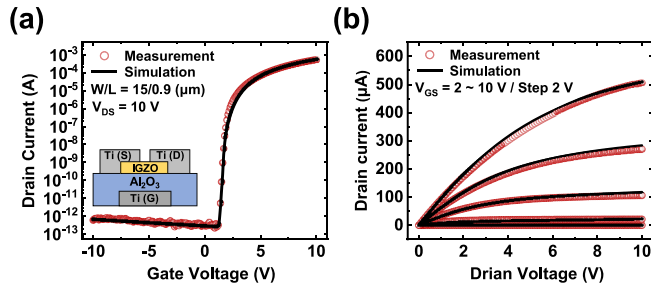 (a)
Drain Current (A)
10⁻³
10⁻⁴
10⁻⁵
10⁻⁶
10⁻⁷
10⁻⁸
10⁻⁹
10⁻¹⁰
10⁻¹¹
10⁻¹²
10⁻¹³
Measurement
Simulation
W/L = 15/0.9 (μm)
V_DS = 10 V
Ti (S) Ti (D)
IGZO
Al₂O₃
Ti (G)
-10 -5 0 5 10
Gate Voltage (V)
(b)
Drain current (μA)
600
500
400
300
200
100
0
Measurement
Simulation
V_GS = 2 ~ 10 V / Step 2 V
0 2 4 6 8 10
Drian Voltage (V)